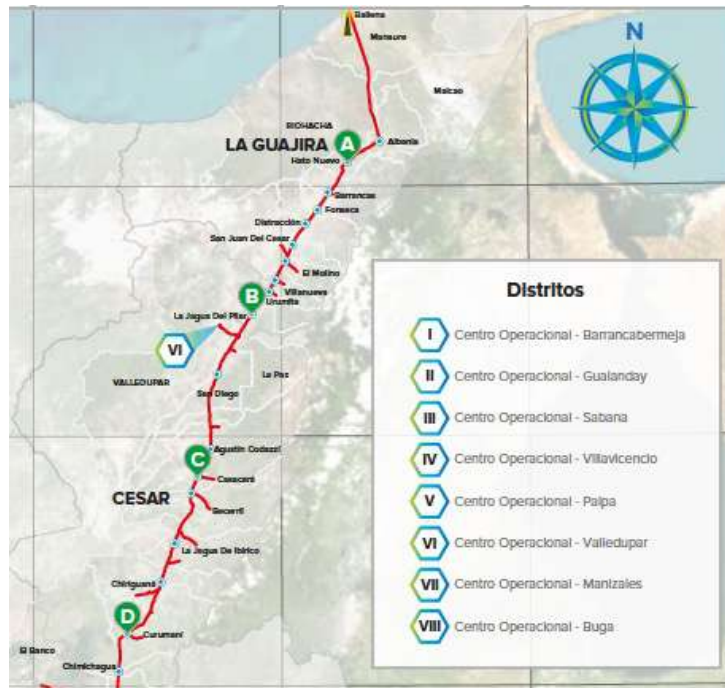 Ballena
Manaure
N
Maicao
RIOHACHA
LA GUAJIRA
A
Albania
Hato Nuevo
Barrancas
Fonseca
Distracción
San Juan Del Cesar
El Molino
Villanueva
Urumita
B
La Jagua Del Pilar
VI
VALLEDUPAR
La Paz
San Diego
Agustín Codazzi
C
Casacará
CESAR
Becerril
La Jagua De Ibirico
Chiriguaná
D
Curumaní
El Banco
Chimichagua
Distritos
I Centro Operacional - Barrancabermeja
II Centro Operacional - Gualanday
III Centro Operacional - Sabana
IV Centro Operacional - Villavicencio
V Centro Operacional - Paipa
VI Centro Operacional - Valledupar
VII Centro Operacional - Manizales
VIII Centro Operacional - Buga